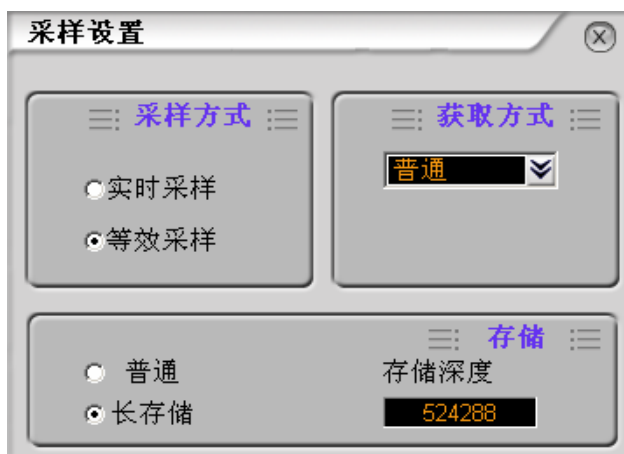 采样设置
采样方式
实时采样
等效采样
获取方式
普通
存储
普通
长存储
存储深度
524288